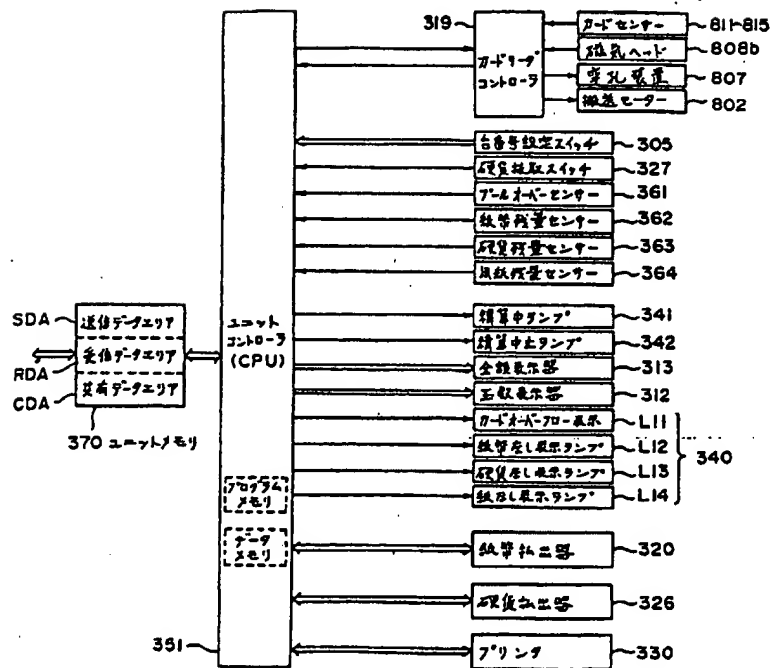 319
カードリーダ
コントローラ
カードセンサー
811~815
磁気ヘッド
808b
穿孔装置
807
搬送モーター
802
台番号設定スイッチ
305
硬貨抜取スイッチ
327
プールオーバーセンサー
361
紙幣残量センサー
362
硬貨残量センサー
363
用紙残量センサー
364
SDA
送信データエリア
RDA
受信データエリア
CDA
共有データエリア
370 ユニットメモリ
ユニット
コントローラ
(CPU)
精算中ランプ
341
精算中止ランプ
342
金額表示器
313
玉数表示器
312
カードオーバーフロー表示
L11
紙幣なし表示ランプ
L12
硬貨なし表示ランプ
L13
紙なし表示ランプ
L14
340
プログラム
メモリ
データ
メモリ
紙幣払出器
320
硬貨払出器
326
プリンタ
330
351